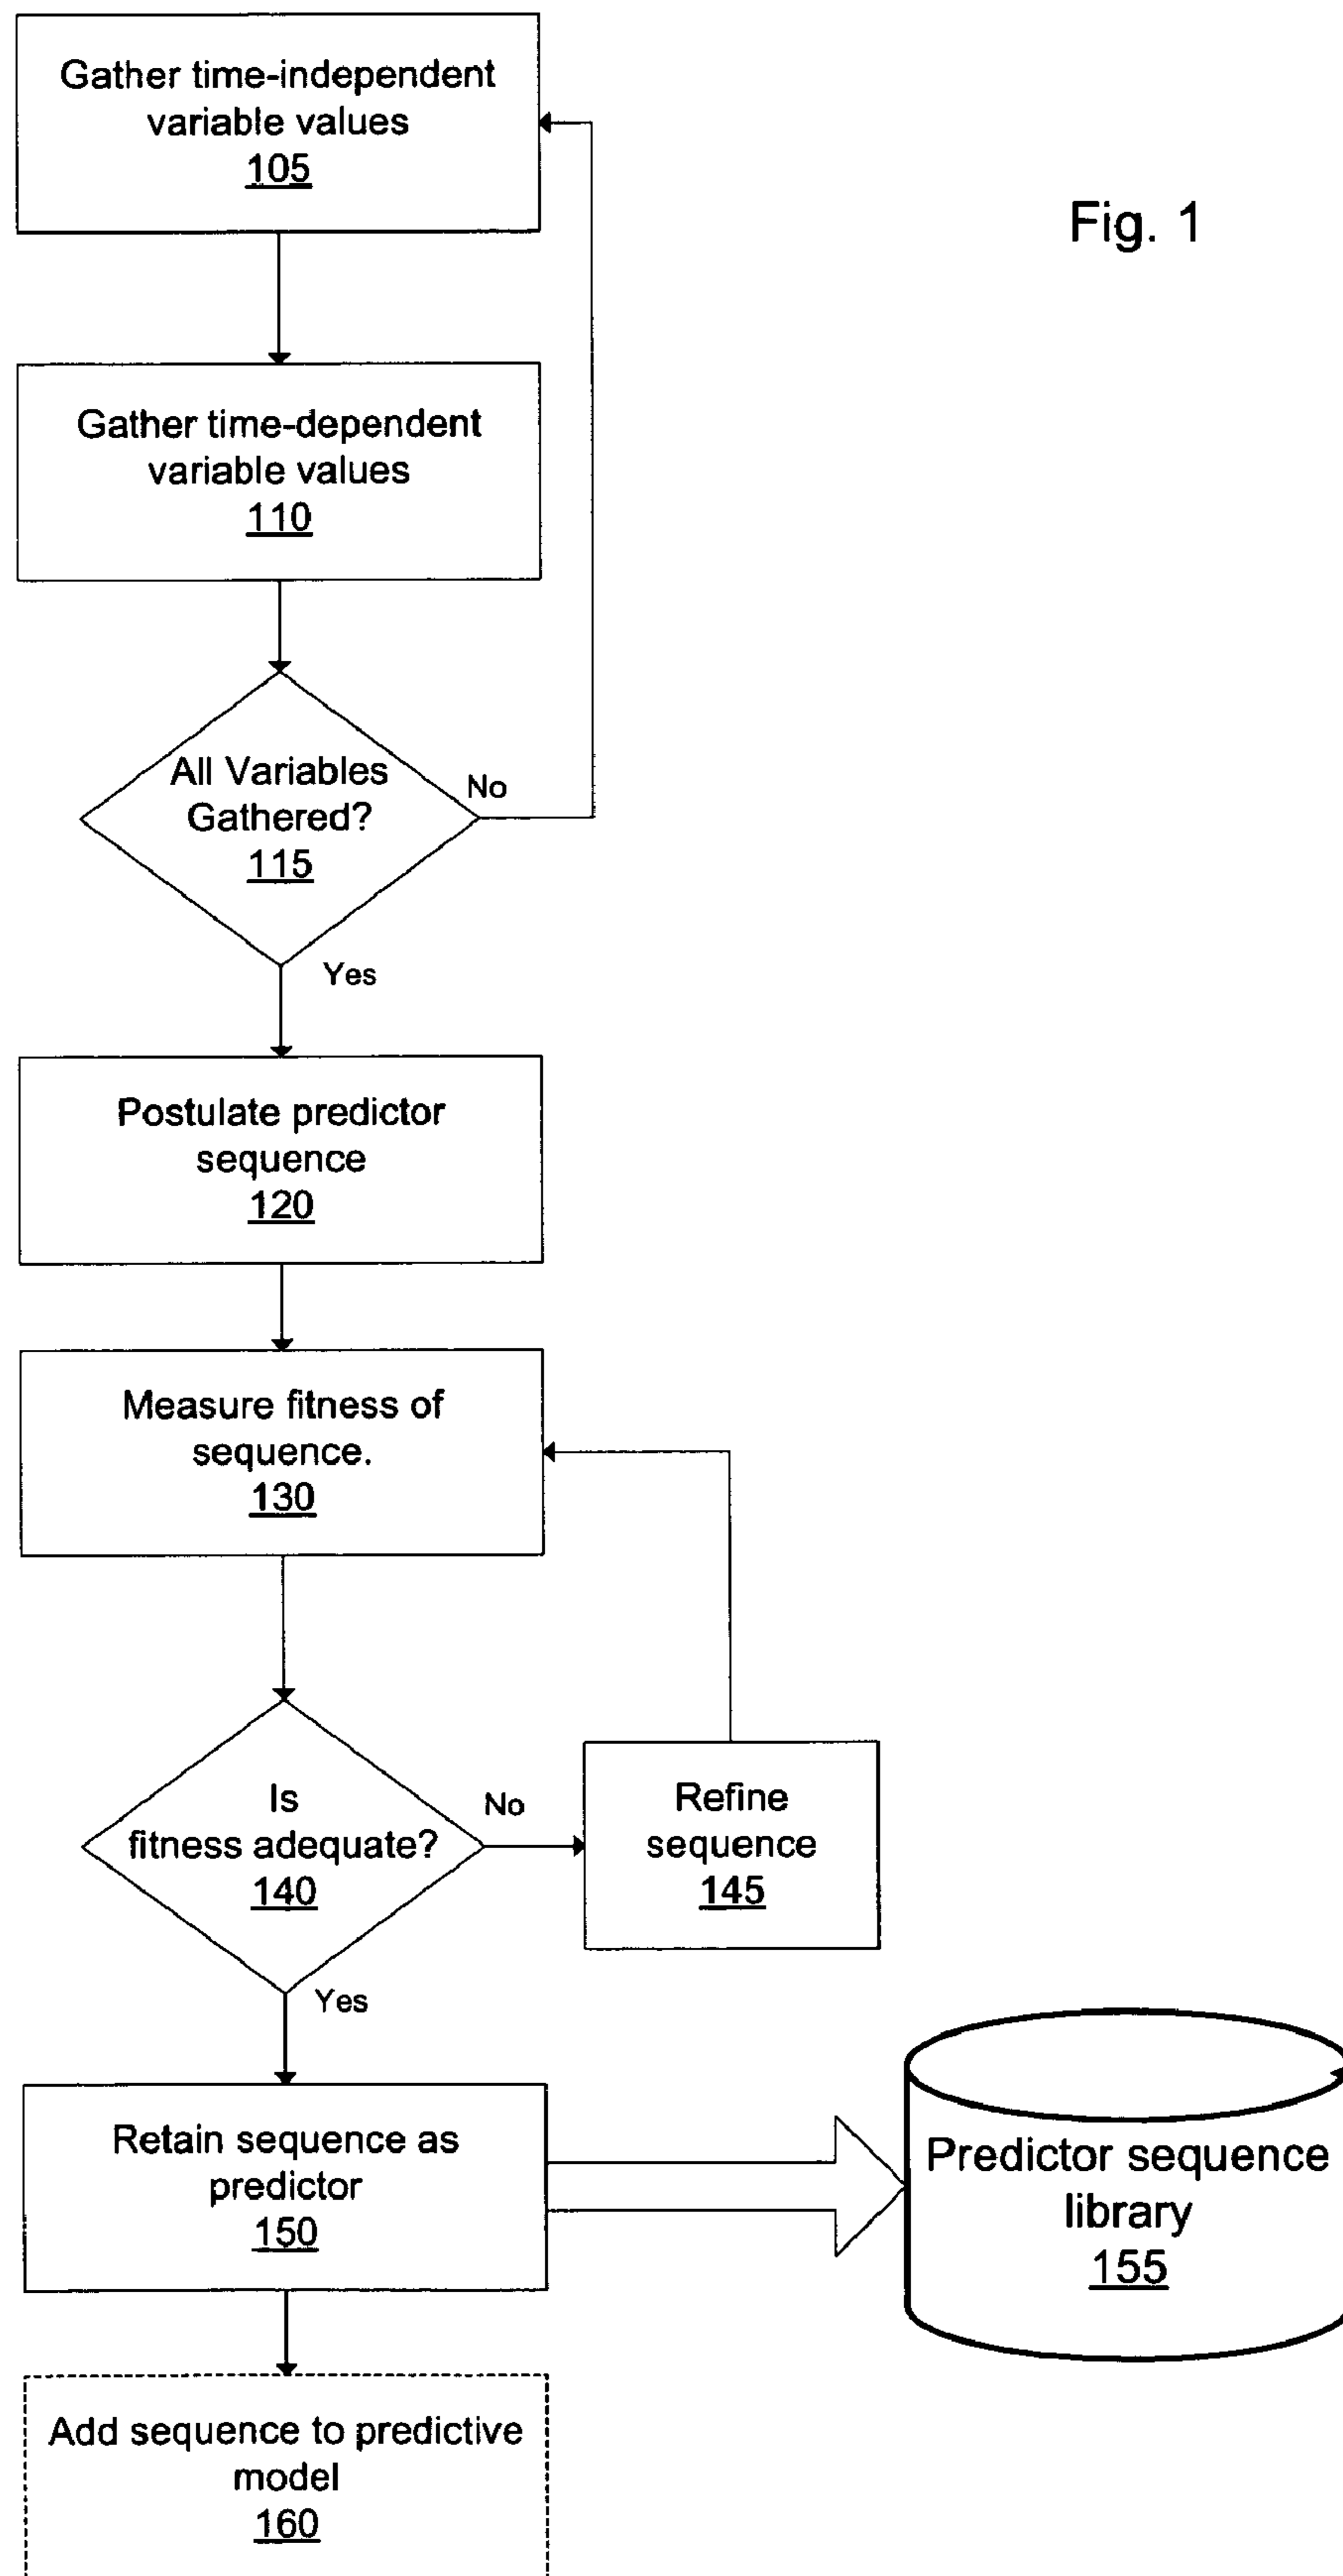 Gather time-independent
variable values
105
Fig. 1
Gather time-dependent
variable values
110
All Variables
Gathered?
115
No
Yes
Postulate predictor
sequence
120
Measure fitness of
sequence.
130
Is
fitness adequate?
140
No
Refine
sequence
145
Yes
Retain sequence as
predictor
150
Predictor sequence
library
155
Add sequence to predictive
model
160